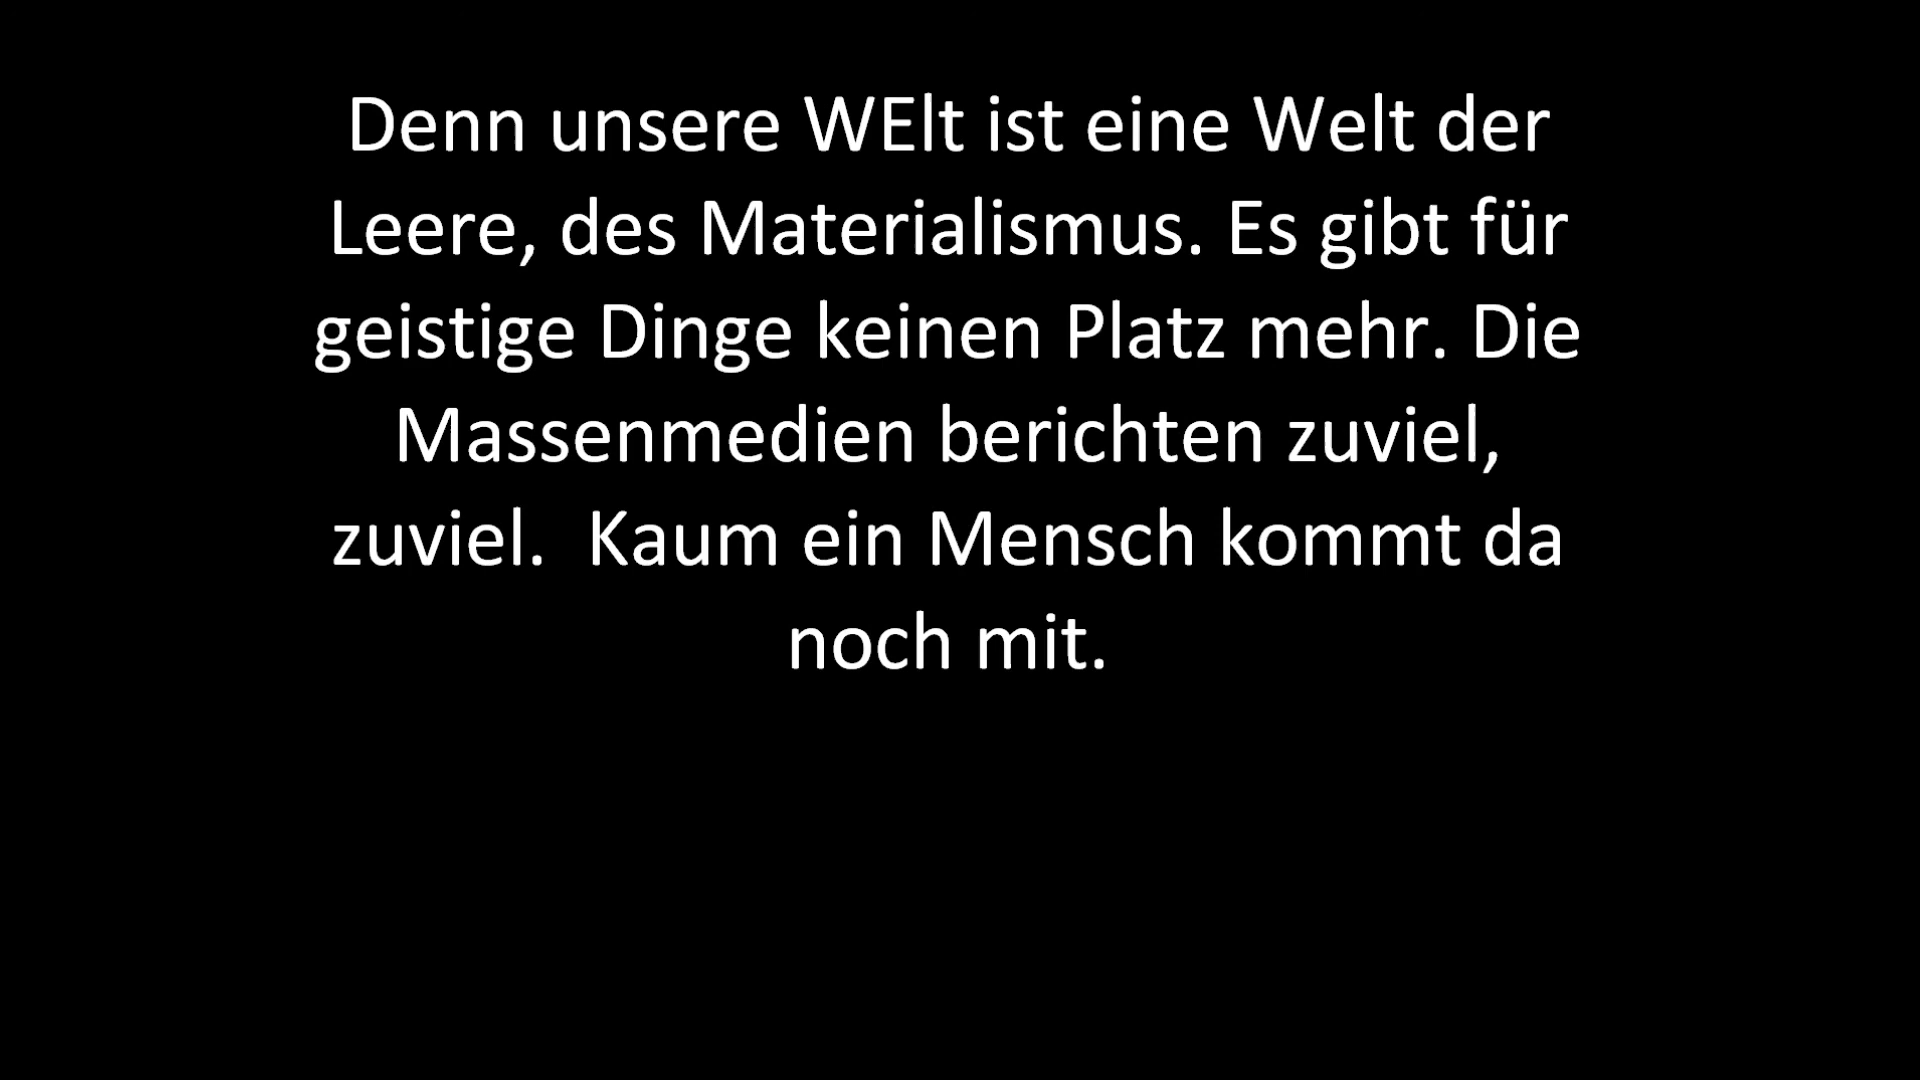 Denn unsere WElt ist eine Welt der
Leere, des Materialismus. Es gibt für
geistige Dinge keinen Platz mehr. Die
Massenmedien berichten zuviel,
zuviel.  Kaum ein Mensch kommt da
noch mit.